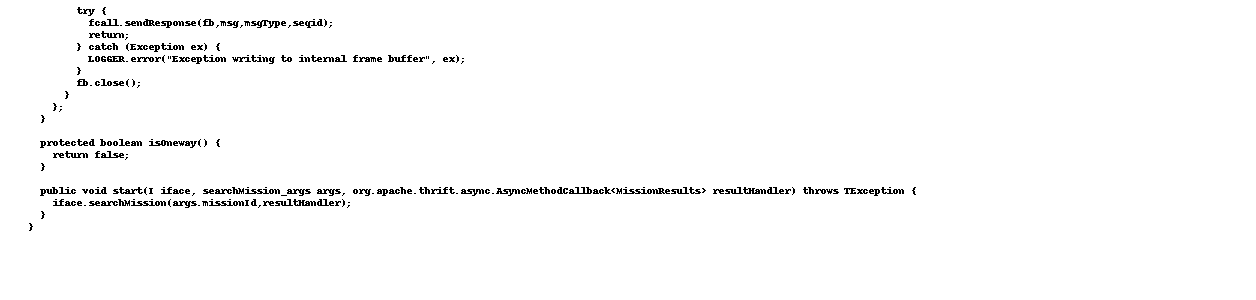 try {
fcall.sendResponse(fb,msg,msgType,seqid);
return;
} catch (Exception ex) {
LOGGER.error("Exception writing to internal frame buffer", ex);
}
fb.close();
}
};
}
protected boolean isOneway() {
return false;
}
public void start(I iface, searchMission_args args, org.apache.thrift.async.AsyncMethodCallback<MissionResults> resultHandler) throws TException {
iface.searchMission(args.missionId,resultHandler);
}
}